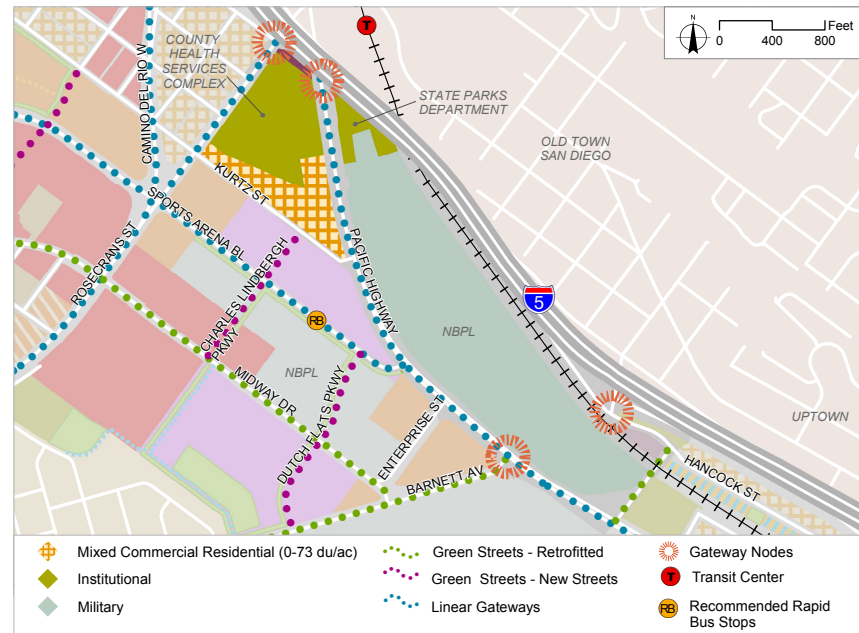 COUNTY
HEALTH
SERVICES
COMPLEX
CAMINO DEL RIO W
T
N
Feet
0 400 800
STATE PARKS
DEPARTMENT
OLD TOWN
SAN DIEGO
KURTZ ST
SPORTS ARENA BL
ROSECRANS ST
PACIFIC HIGHWAY
CHARLES LINDBERGH
PKWY
RB
5
NBPL
NBPL
MIDWAY DR
DUTCH FLATS PKWY
ENTERPRISE ST
BARNETT AV
UPTOWN
HANCOCK ST
Mixed Commercial Residential (0-73 du/ac)
Institutional
Military
Green Streets - Retrofitted
Green Streets - New Streets
Linear Gateways
Gateway Nodes
T Transit Center
RB Recommended Rapid
Bus Stops